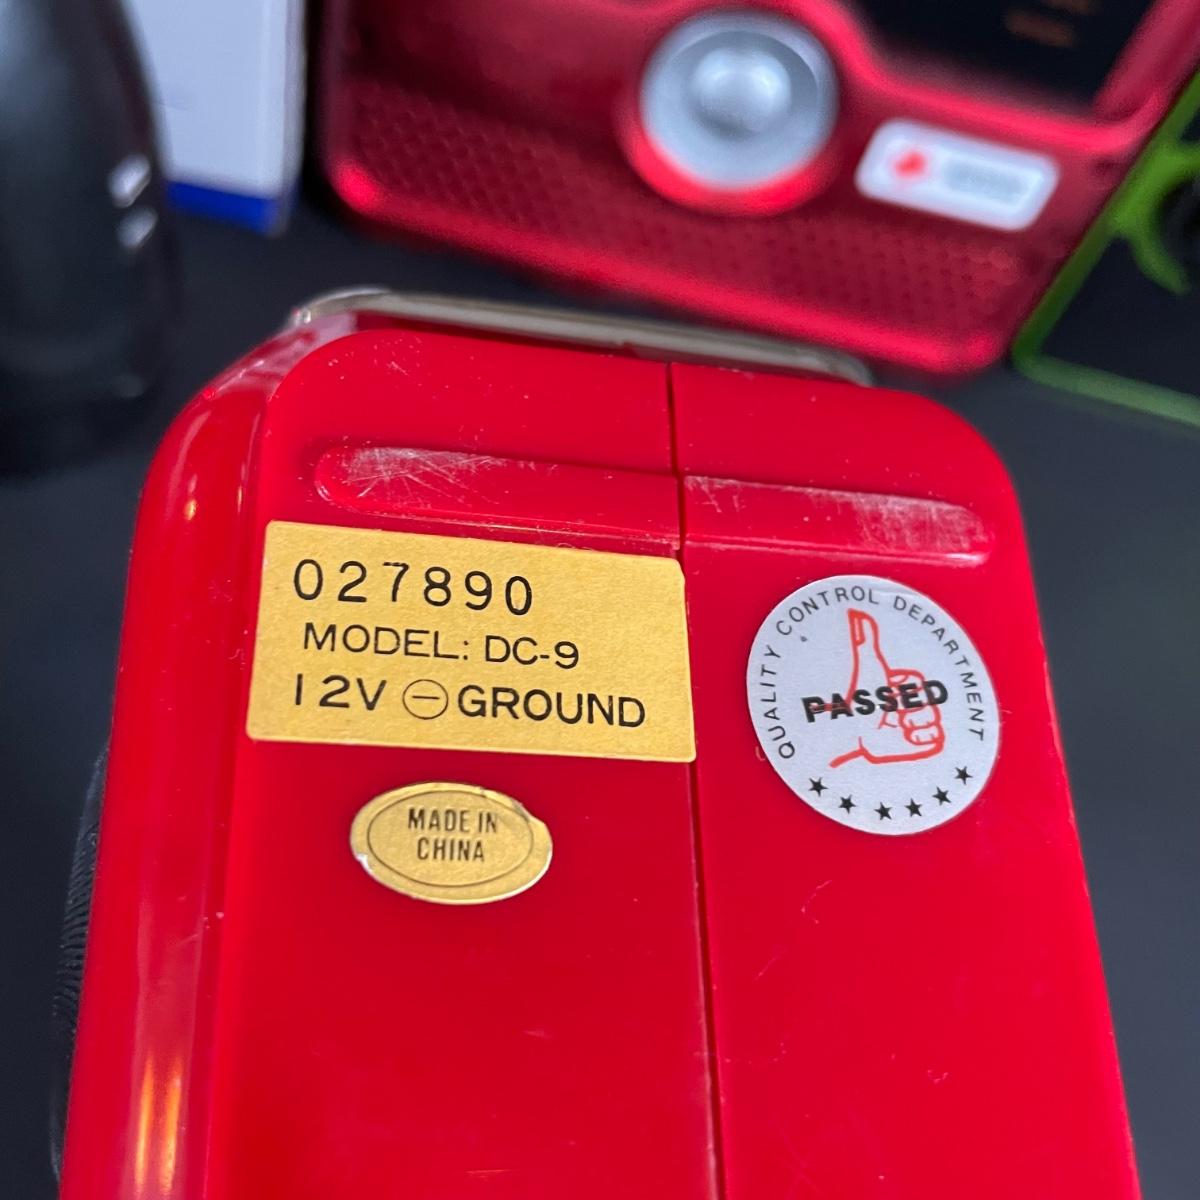 027890
MODEL: DC-9
12V ⊖ GROUND
MADE IN
CHINA
QUALITY CONTROL DEPARTMENT
PASSED